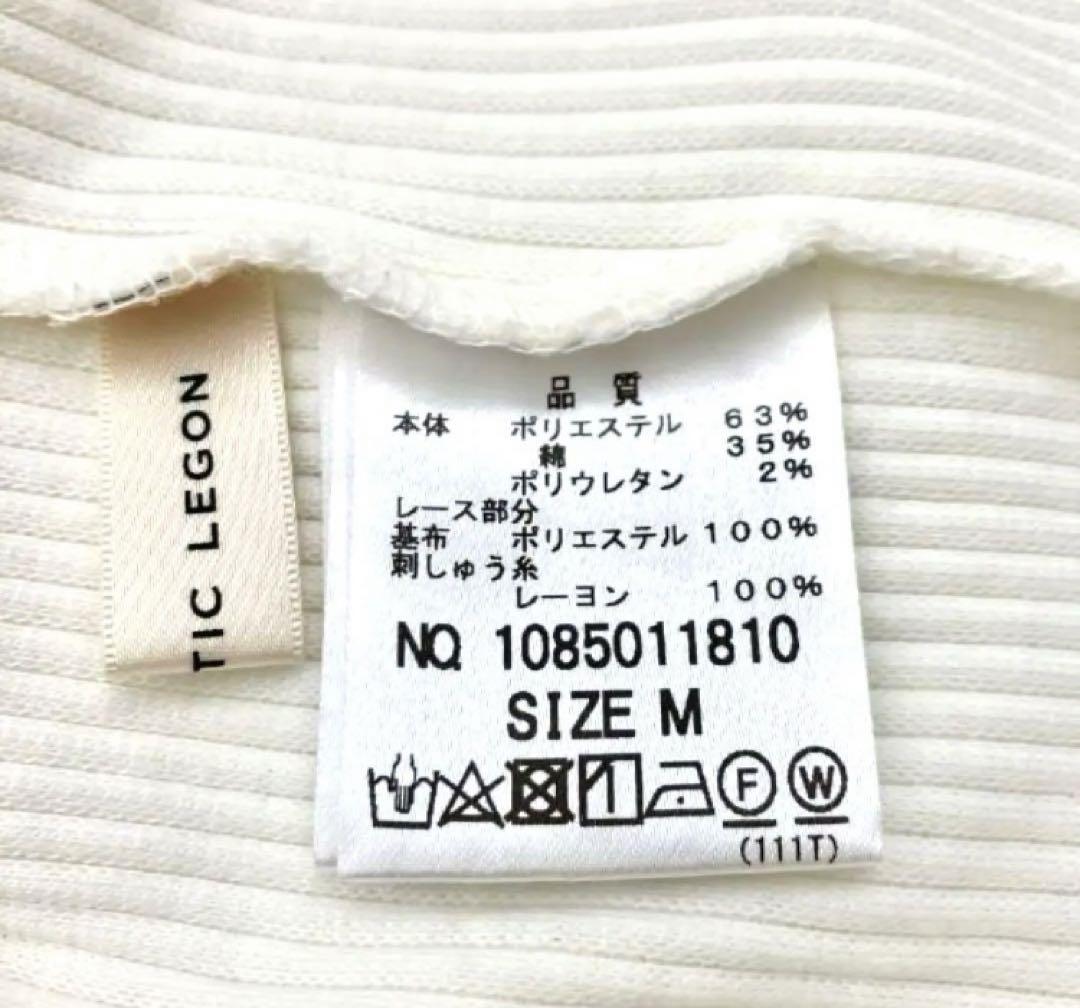 TIC LEGON
品 質
本体 ポリエステル 63%
綿 35%
ポリウレタン 2%
レース部分
基布 ポリエステル 100%
刺しゅう糸
レーヨン 100%
NO 1085011810
SIZE M
F W
(111T)